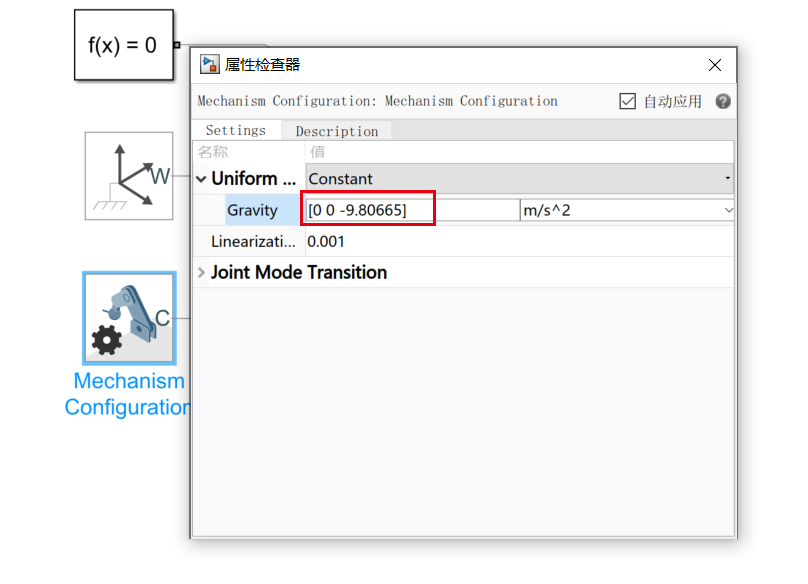 f(x) = 0
属性检查器
Mechanism Configuration: Mechanism Configuration
自动应用
Settings
Description
名称
值
Uniform ...
Constant
Gravity
[0 0 -9.80665]
m/s^2
Linearizati...
0.001
Joint Mode Transition
W
C
Mechanism
Configuration